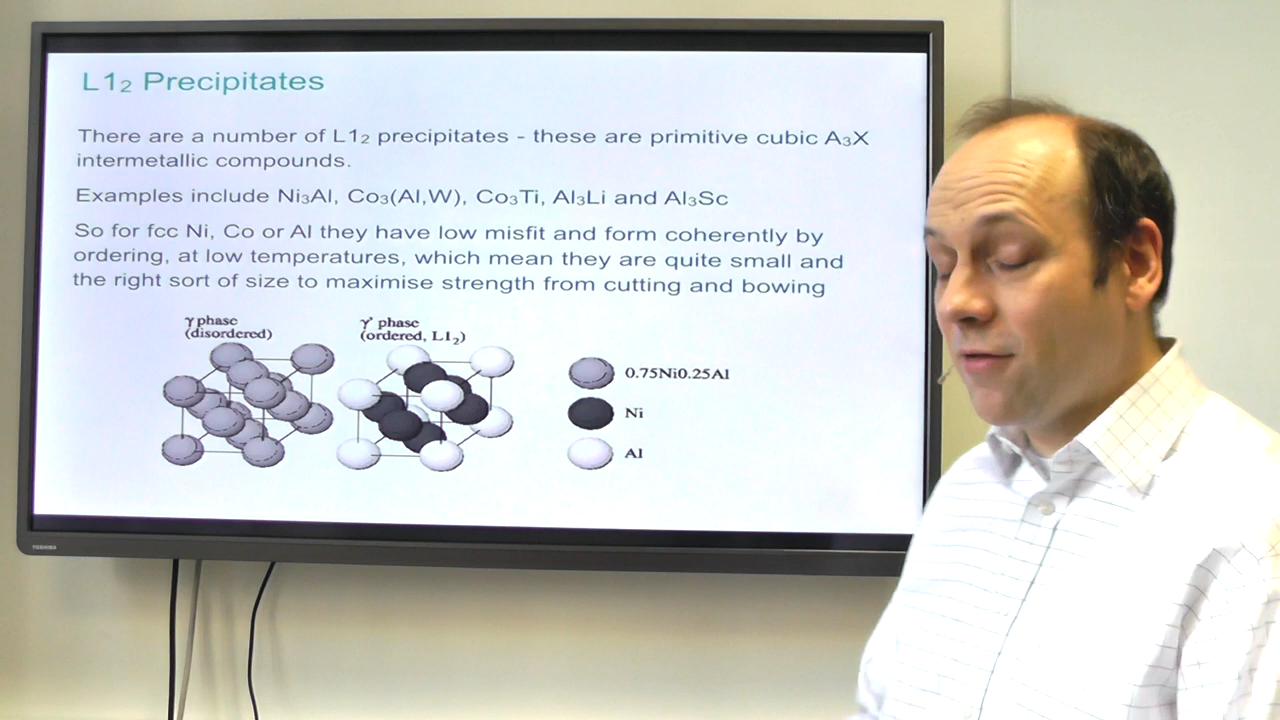 L1₂ Precipitates
There are a number of L1₂ precipitates - these are primitive cubic A₃X
intermetallic compounds.
Examples include Ni₃Al, Co₃(Al,W), Co₃Ti, Al₃Li and Al₃Sc
So for fcc Ni, Co or Al they have low misfit and form coherently by
ordering, at low temperatures, which mean they are quite small and
the right sort of size to maximise strength from cutting and bowing
γ phase
(disordered)
γ' phase
(ordered, L1₂)
0.75Ni0.25Al
Ni
Al
TOSHIBA